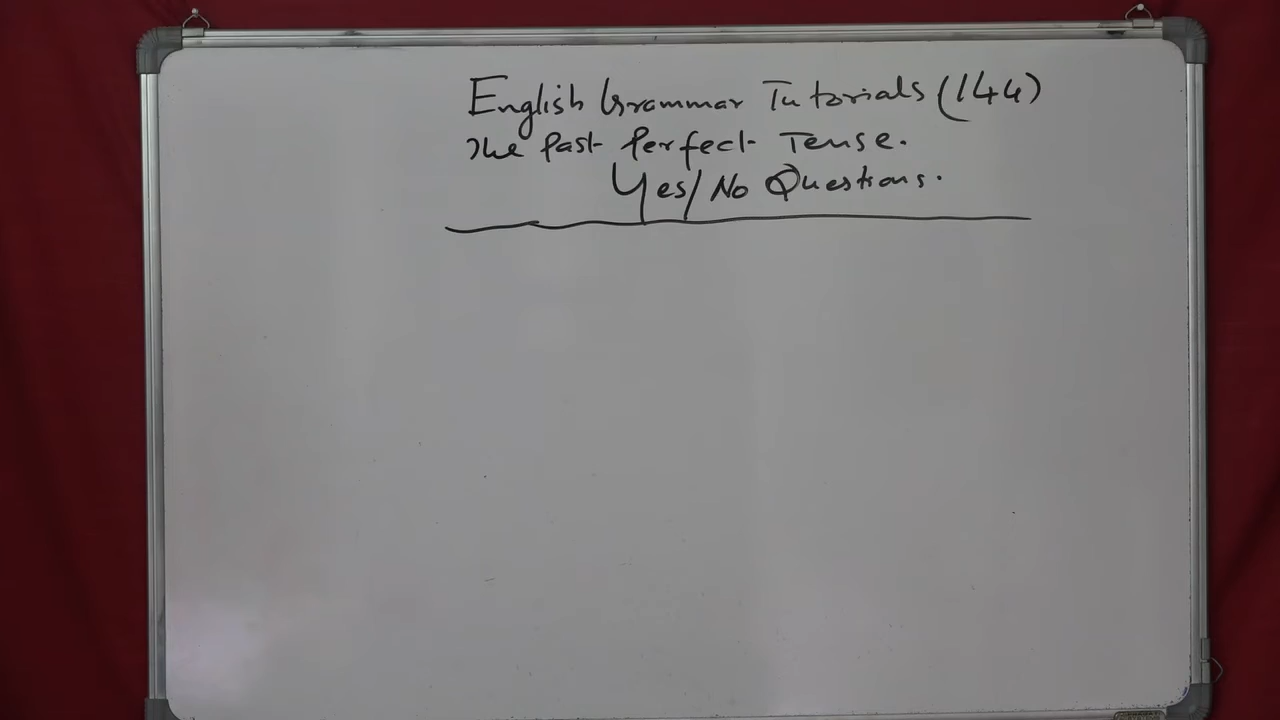 English Grammar Tutorials (144)
The Past Perfect Tense.
Yes/No Questions.